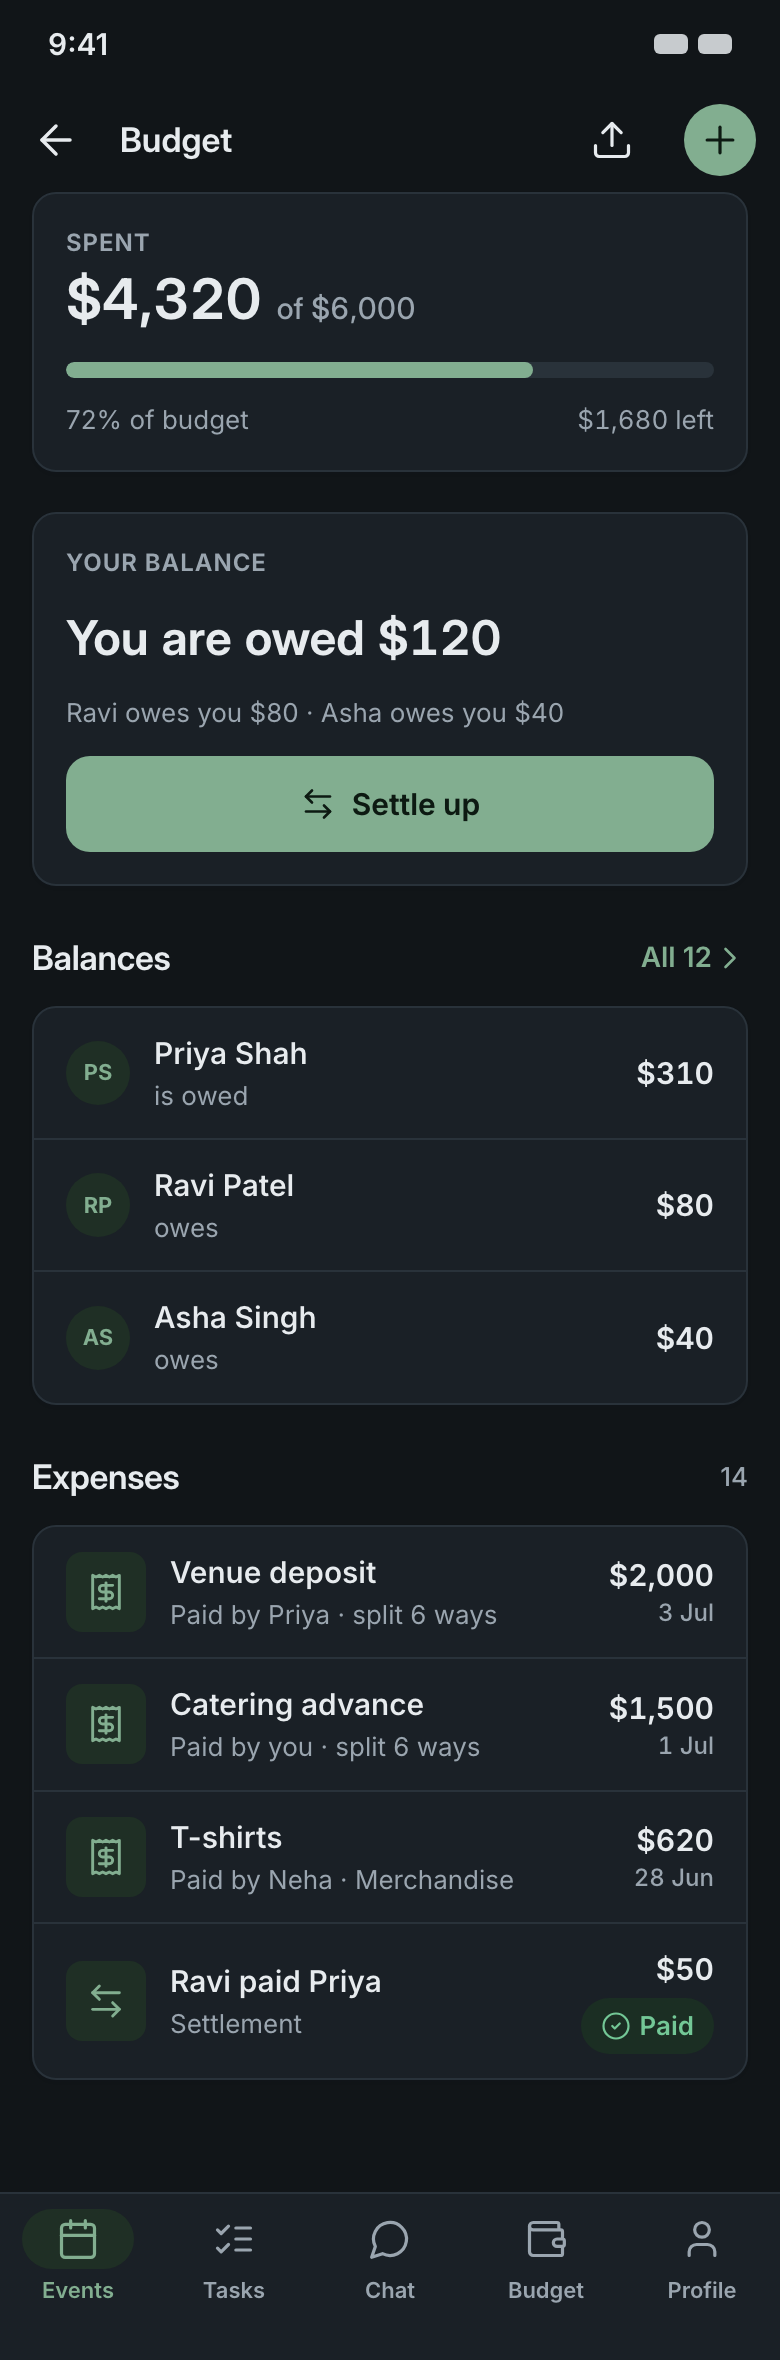 9:41
Budget
SPENT
$4,320 of $6,000
72% of budget $1,680 left
YOUR BALANCE
You are owed $120
Ravi owes you $80 · Asha owes you $40
Settle up
Balances All 12
PS Priya Shah $310
is owed
RP Ravi Patel $80
owes
AS Asha Singh $40
owes
Expenses 14
Venue deposit $2,000
Paid by Priya · split 6 ways 3 Jul
Catering advance $1,500
Paid by you · split 6 ways 1 Jul
T-shirts $620
Paid by Neha · Merchandise 28 Jun
Ravi paid Priya $50
Settlement Paid
Events Tasks Chat Budget Profile